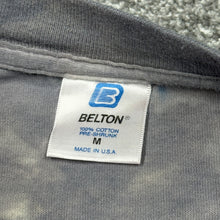 BELTON®
100% COTTON
PRE-SHRUNK
M
MADE IN U.S.A.